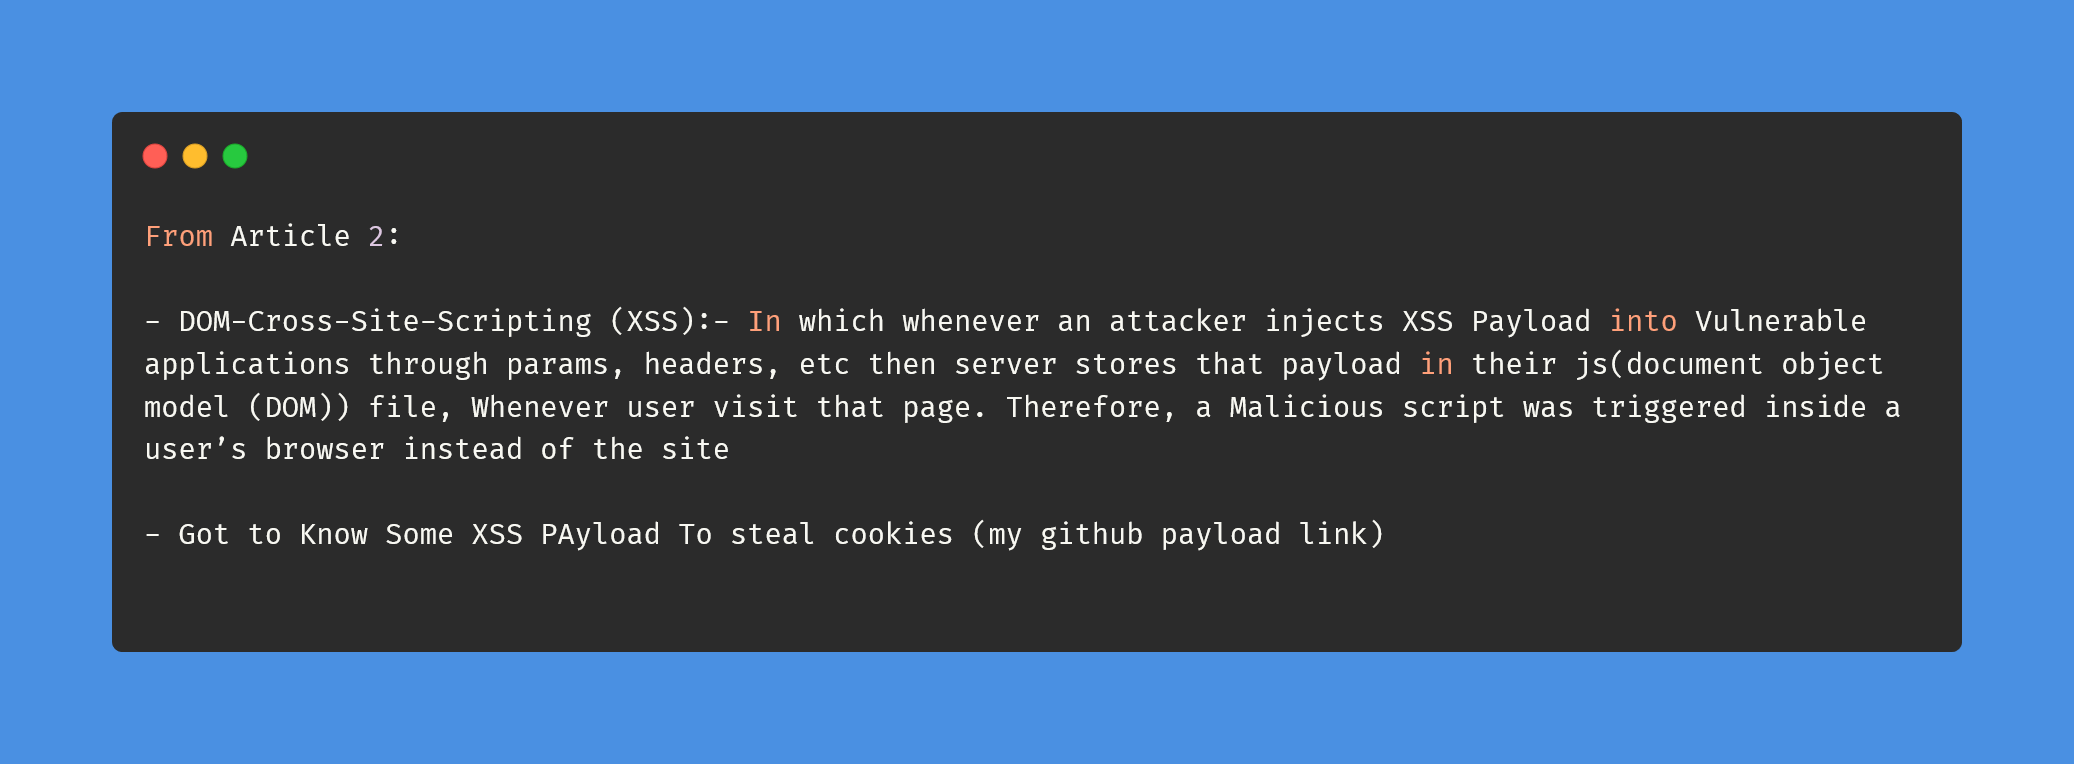 From Article 2:
- DOM-Cross-Site-Scripting (XSS):- In which whenever an attacker injects XSS Payload into Vulnerable
applications through params, headers, etc then server stores that payload in their js(document object
model (DOM)) file, Whenever user visit that page. Therefore, a Malicious script was triggered inside a
user’s browser instead of the site
- Got to Know Some XSS PAyload To steal cookies (my github payload link)